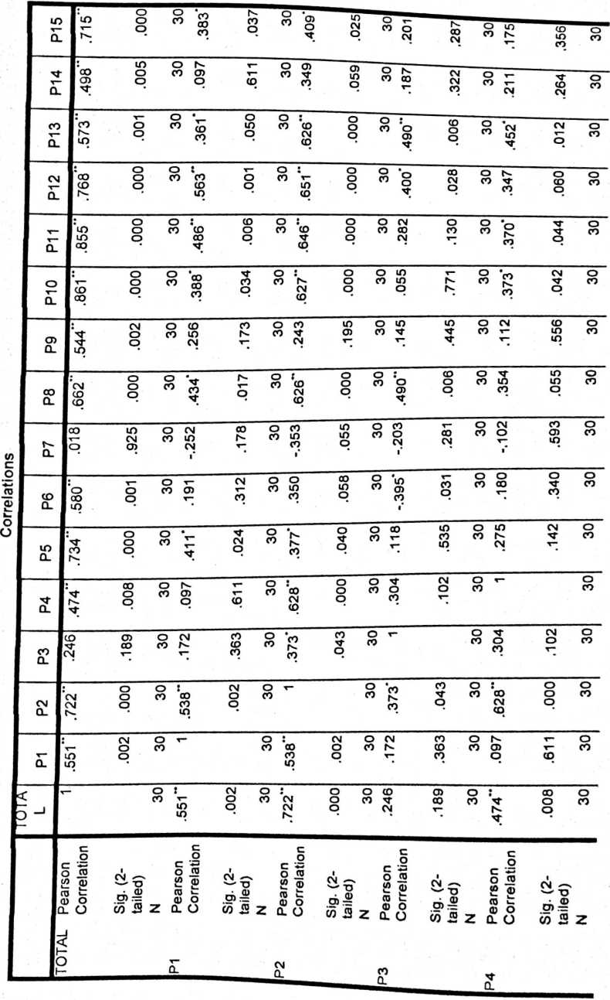 Correlations
TOTA L P1 P2 P3 P4 P5 P6 P7 P8 P9 P10 P11 P12 P13 P14 P15
TOTAL Pearson Correlation 1 .551** .722** .246 .474** .734** .580** .018 .662** .544** .861** .855** .768** .573** .498** .715**
Sig. (2-tailed) .002 .000 .189 .008 .000 .001 .925 .000 .002 .000 .000 .000 .001 .005 .000
N 30 30 30 30 30 30 30 30 30 30 30 30 30 30 30 30
P1 Pearson Correlation .551** 1 .538** .172 .097 .411* .191 -.252 .434* .256 .388* .486** .563** .361* .097 .383*
Sig. (2-tailed) .002 .002 .363 .611 .024 .312 .178 .017 .173 .034 .006 .001 .050 .611 .037
N 30 30 30 30 30 30 30 30 30 30 30 30 30 30 30 30
P2 Pearson Correlation .722** .538** 1 .373* .628** .377* .350 -.353 .626** .243 .627** .646** .651** .626** .349 .409*
Sig. (2-tailed) .000 .002 .043 .000 .040 .058 .055 .000 .195 .000 .000 .000 .000 .059 .025
N 30 30 30 30 30 30 30 30 30 30 30 30 30 30 30 30
P3 Pearson Correlation .246 .172 .373* 1 .304 .118 -.395* -.203 .490** .145 .055 .282 .400* .490** .187 .201
Sig. (2-tailed) .189 .363 .043 .102 .535 .031 .281 .006 .445 .771 .130 .028 .006 .322 .287
N 30 30 30 30 30 30 30 30 30 30 30 30 30 30 30 30
P4 Pearson Correlation .474** .097 .628** .304 1 .275 .180 -.102 .354 .112 .373* .370* .347 .452* .211 .175
Sig. (2-tailed) .008 .611 .000 .102 .142 .340 .593 .055 .556 .042 .044 .060 .012 .264 .356
N 30 30 30 30 30 30 30 30 30 30 30 30 30 30 30 30